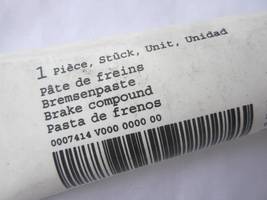 1 Pièce, Stück, Unit, Unidad
Pâte de freins
Bremsenpaste
Brake compound
Pasta de frenos
0007414 V000 0000 00